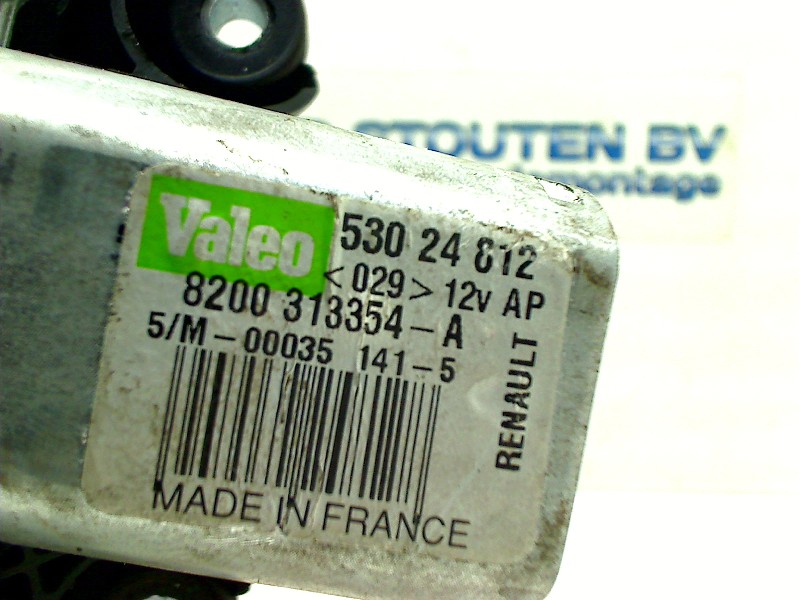 STOUTEN BV
montage
Valeo
530 24 812
<029> 12v AP
8200 313354-A
5/M-00035 141-5
RENAULT
MADE IN FRANCE